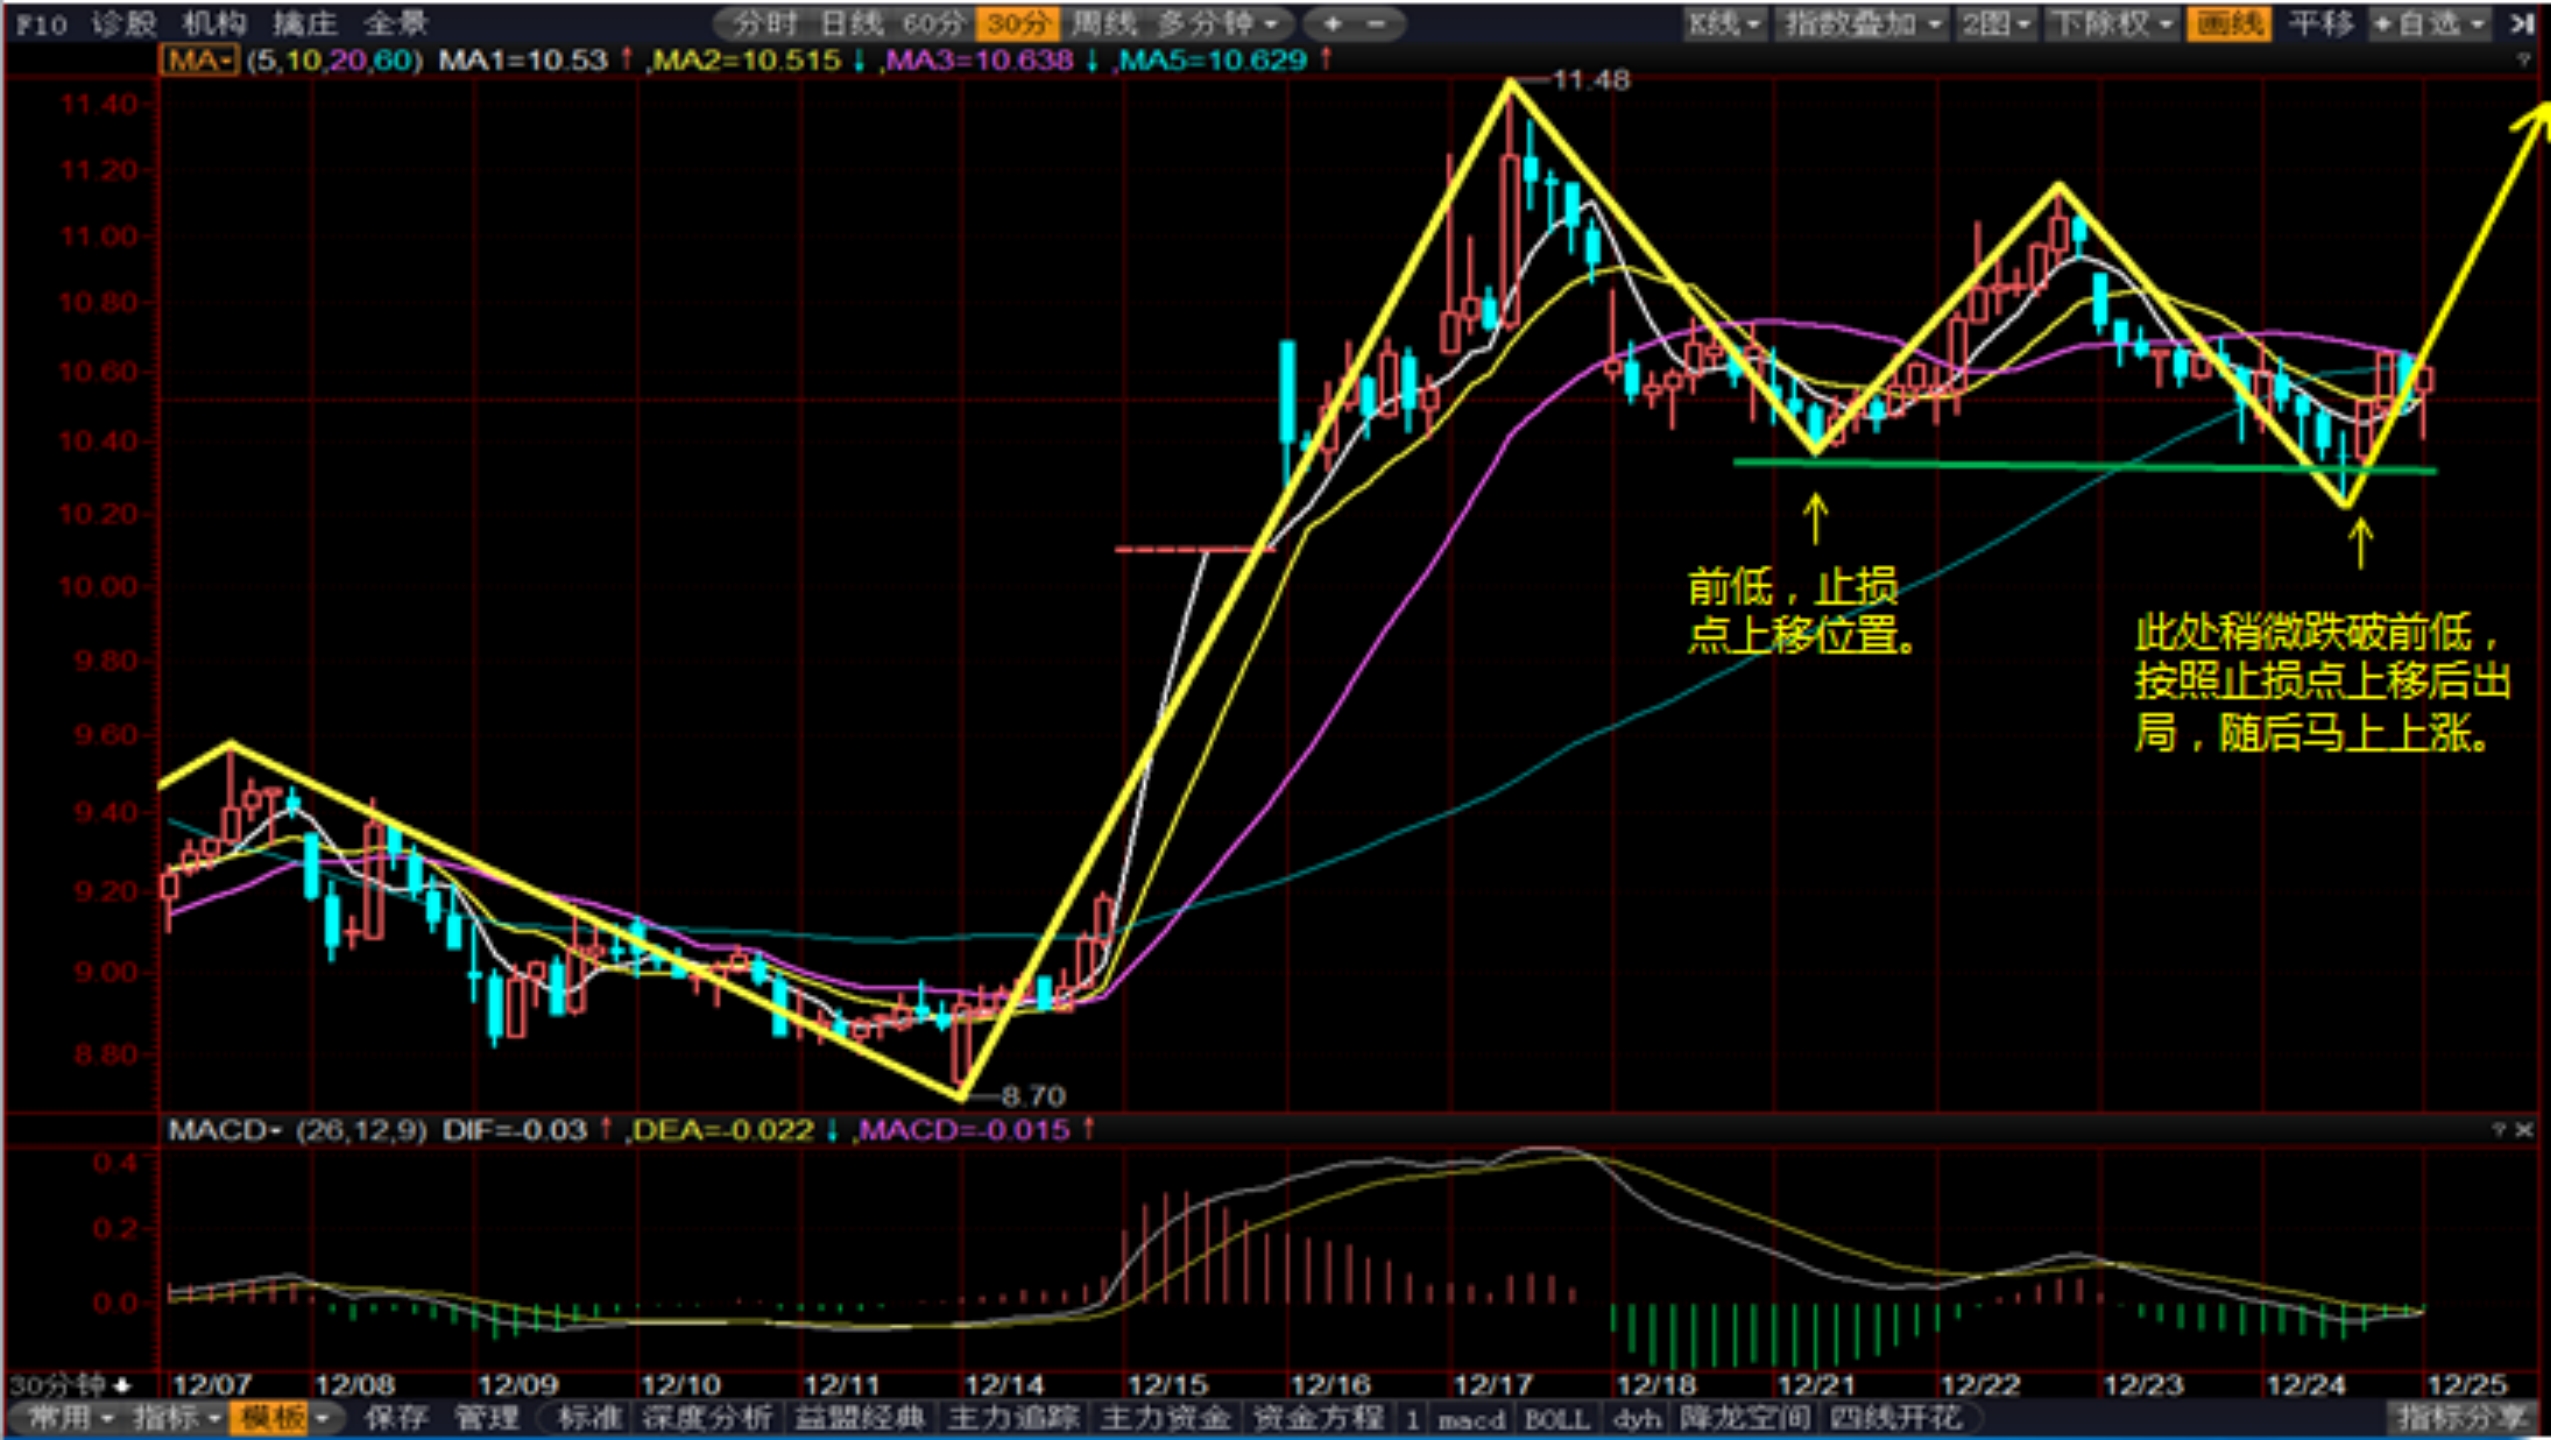 F10 诊股 机构 擒庄 全景 分时 日线 60分 30分 周线 多分钟 + - K线 指数叠加 2图 下除权 画线 平移 +自选
MA (5,10,20,60) MA1=10.53 ↑ ,MA2=10.515 ↓ ,MA3=10.638 ↓ ,MA5=10.629 ↑ ?
11.48
11.40
11.20
11.00
10.80
10.60
10.40
10.20
10.00
9.80
9.60
9.40
9.20
9.00
8.80
前低，止损
点上移位置。
此处稍微跌破前低，
按照止损点上移后出
局，随后马上上涨。
8.70
MACD (26,12,9) DIF=-0.03 ↑ ,DEA=-0.022 ↓ ,MACD=-0.015 ↑ ? ×
0.4
0.2
0.0
30分钟 12/07 12/08 12/09 12/10 12/11 12/14 12/15 12/16 12/17 12/18 12/21 12/22 12/23 12/24 12/25
常用 指标 模板 保存 管理 标准 深度分析 益盟经典 主力追踪 主力资金 资金方程 1 macd BOLL dyh 降龙空间 四线开花 指标分享